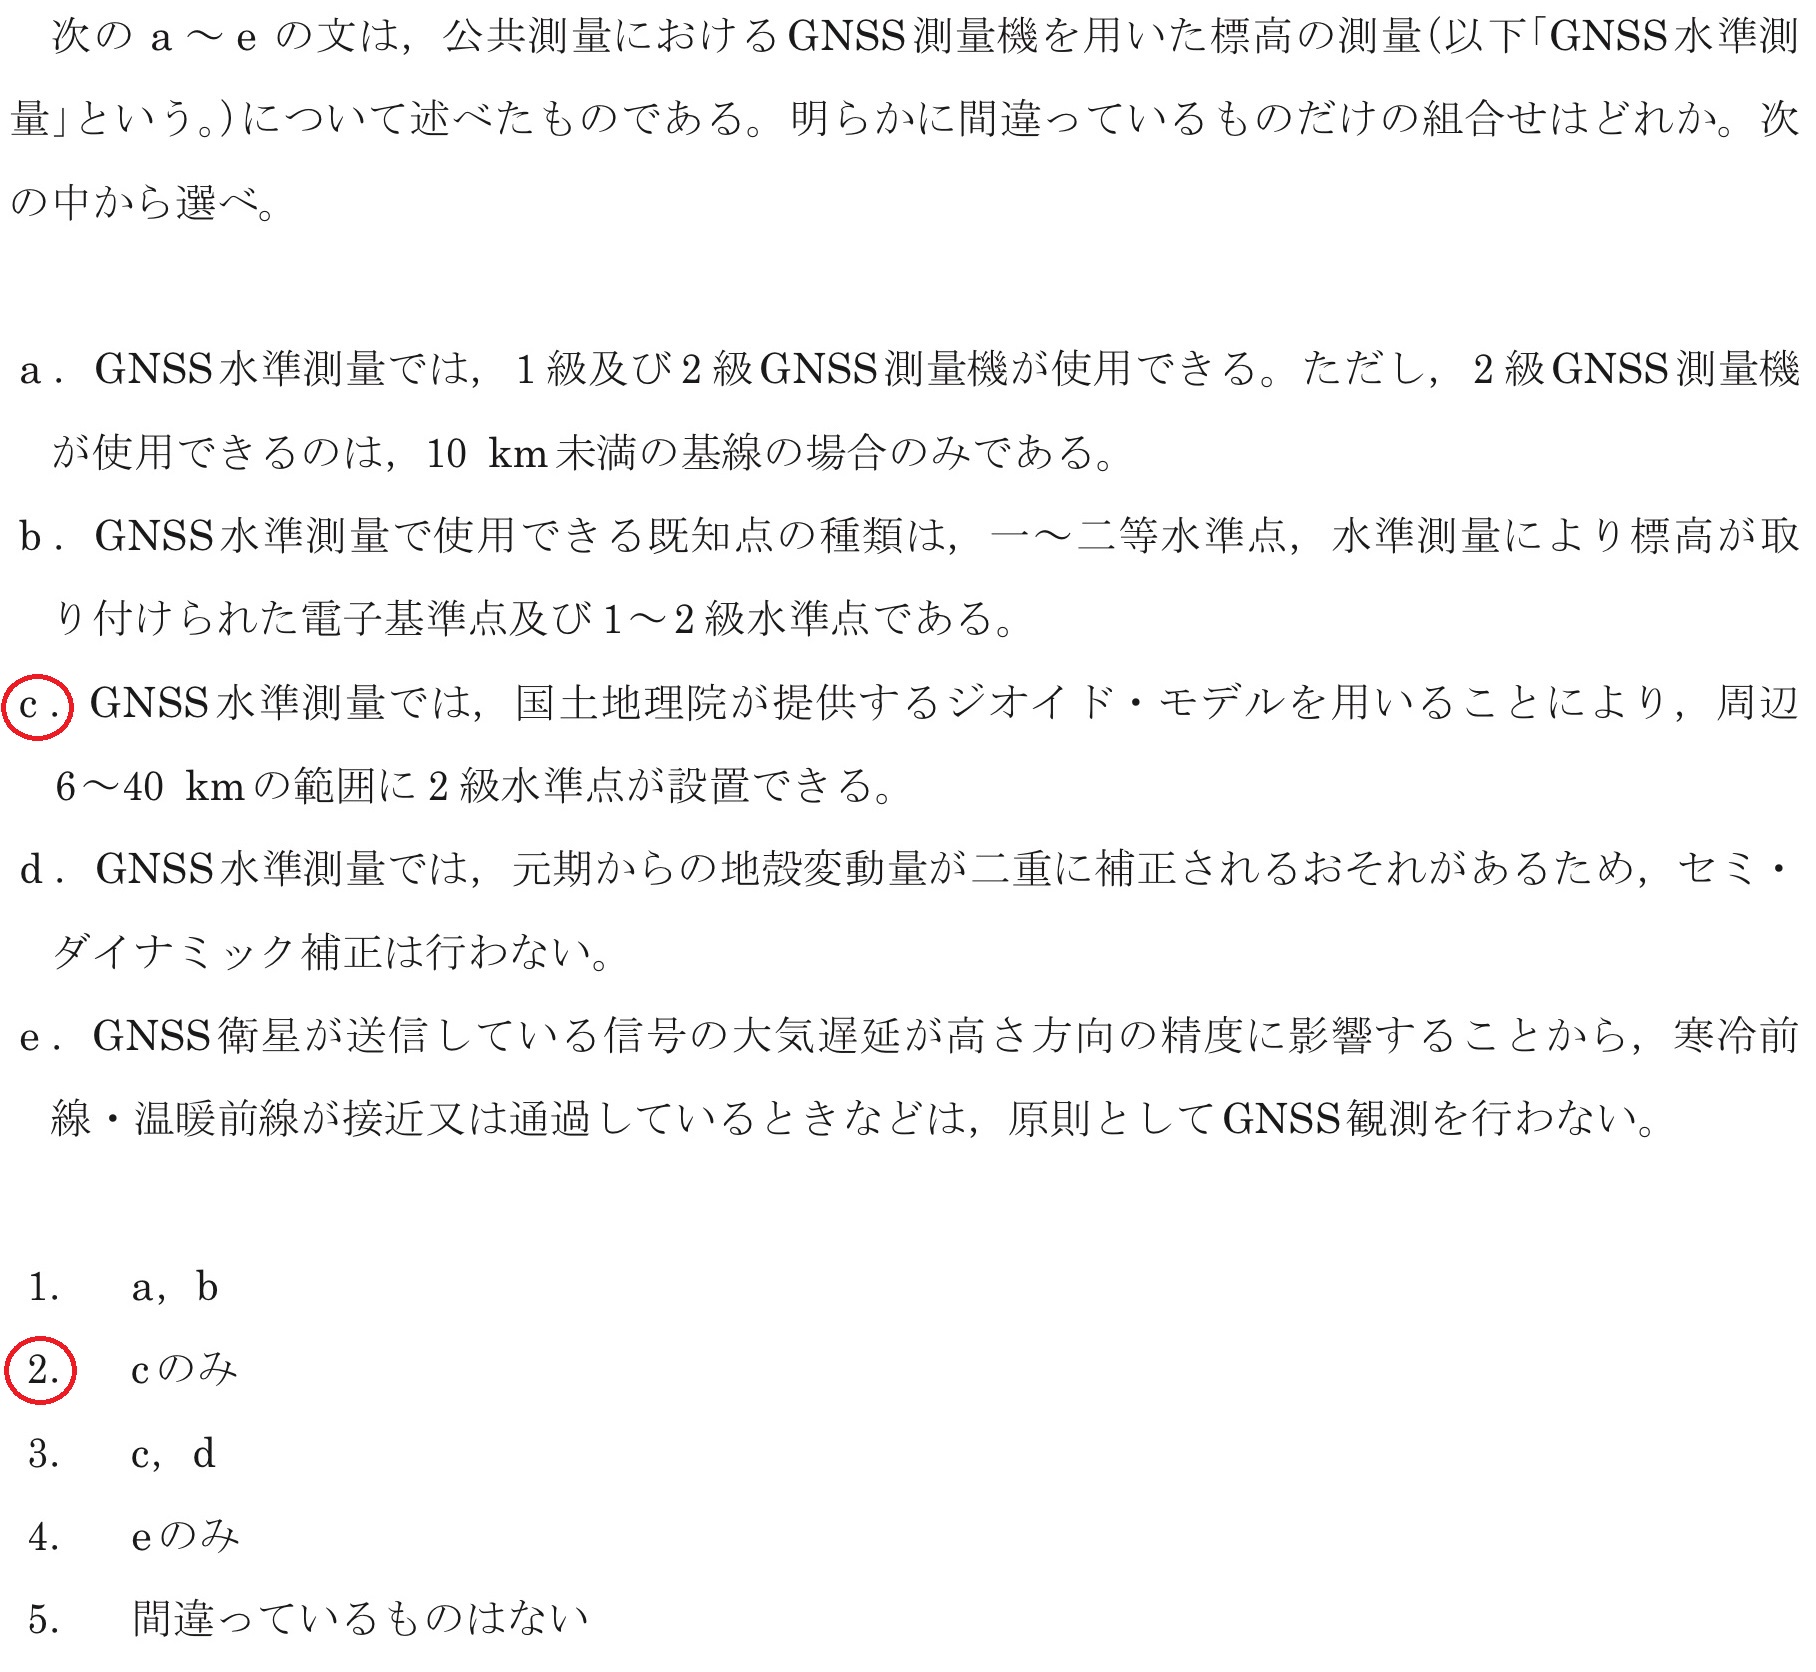 次の a ～ e の文は，公共測量におけるGNSS測量機を用いた標高の測量(以下｢GNSS水準測
量｣という。)について述べたものである。明らかに間違っているものだけの組合せはどれか。次
の中から選べ。
a． GNSS水準測量では，1級及び2級GNSS測量機が使用できる。ただし，2級GNSS測量機
が使用できるのは，10 km未満の基線の場合のみである。
b． GNSS水準測量で使用できる既知点の種類は，一～二等水準点，水準測量により標高が取
り付けられた電子基準点及び1～2級水準点である。
c． GNSS水準測量では，国土地理院が提供するジオイド・モデルを用いることにより，周辺
6～40 kmの範囲に2級水準点が設置できる。
d． GNSS水準測量では，元期からの地殻変動量が二重に補正されるおそれがあるため，セミ・
ダイナミック補正は行わない。
e． GNSS衛星が送信している信号の大気遅延が高さ方向の精度に影響することから，寒冷前
線・温暖前線が接近又は通過しているときなどは，原則としてGNSS観測を行わない。
1. a，b
2. cのみ
3. c，d
4. eのみ
5. 間違っているものはない